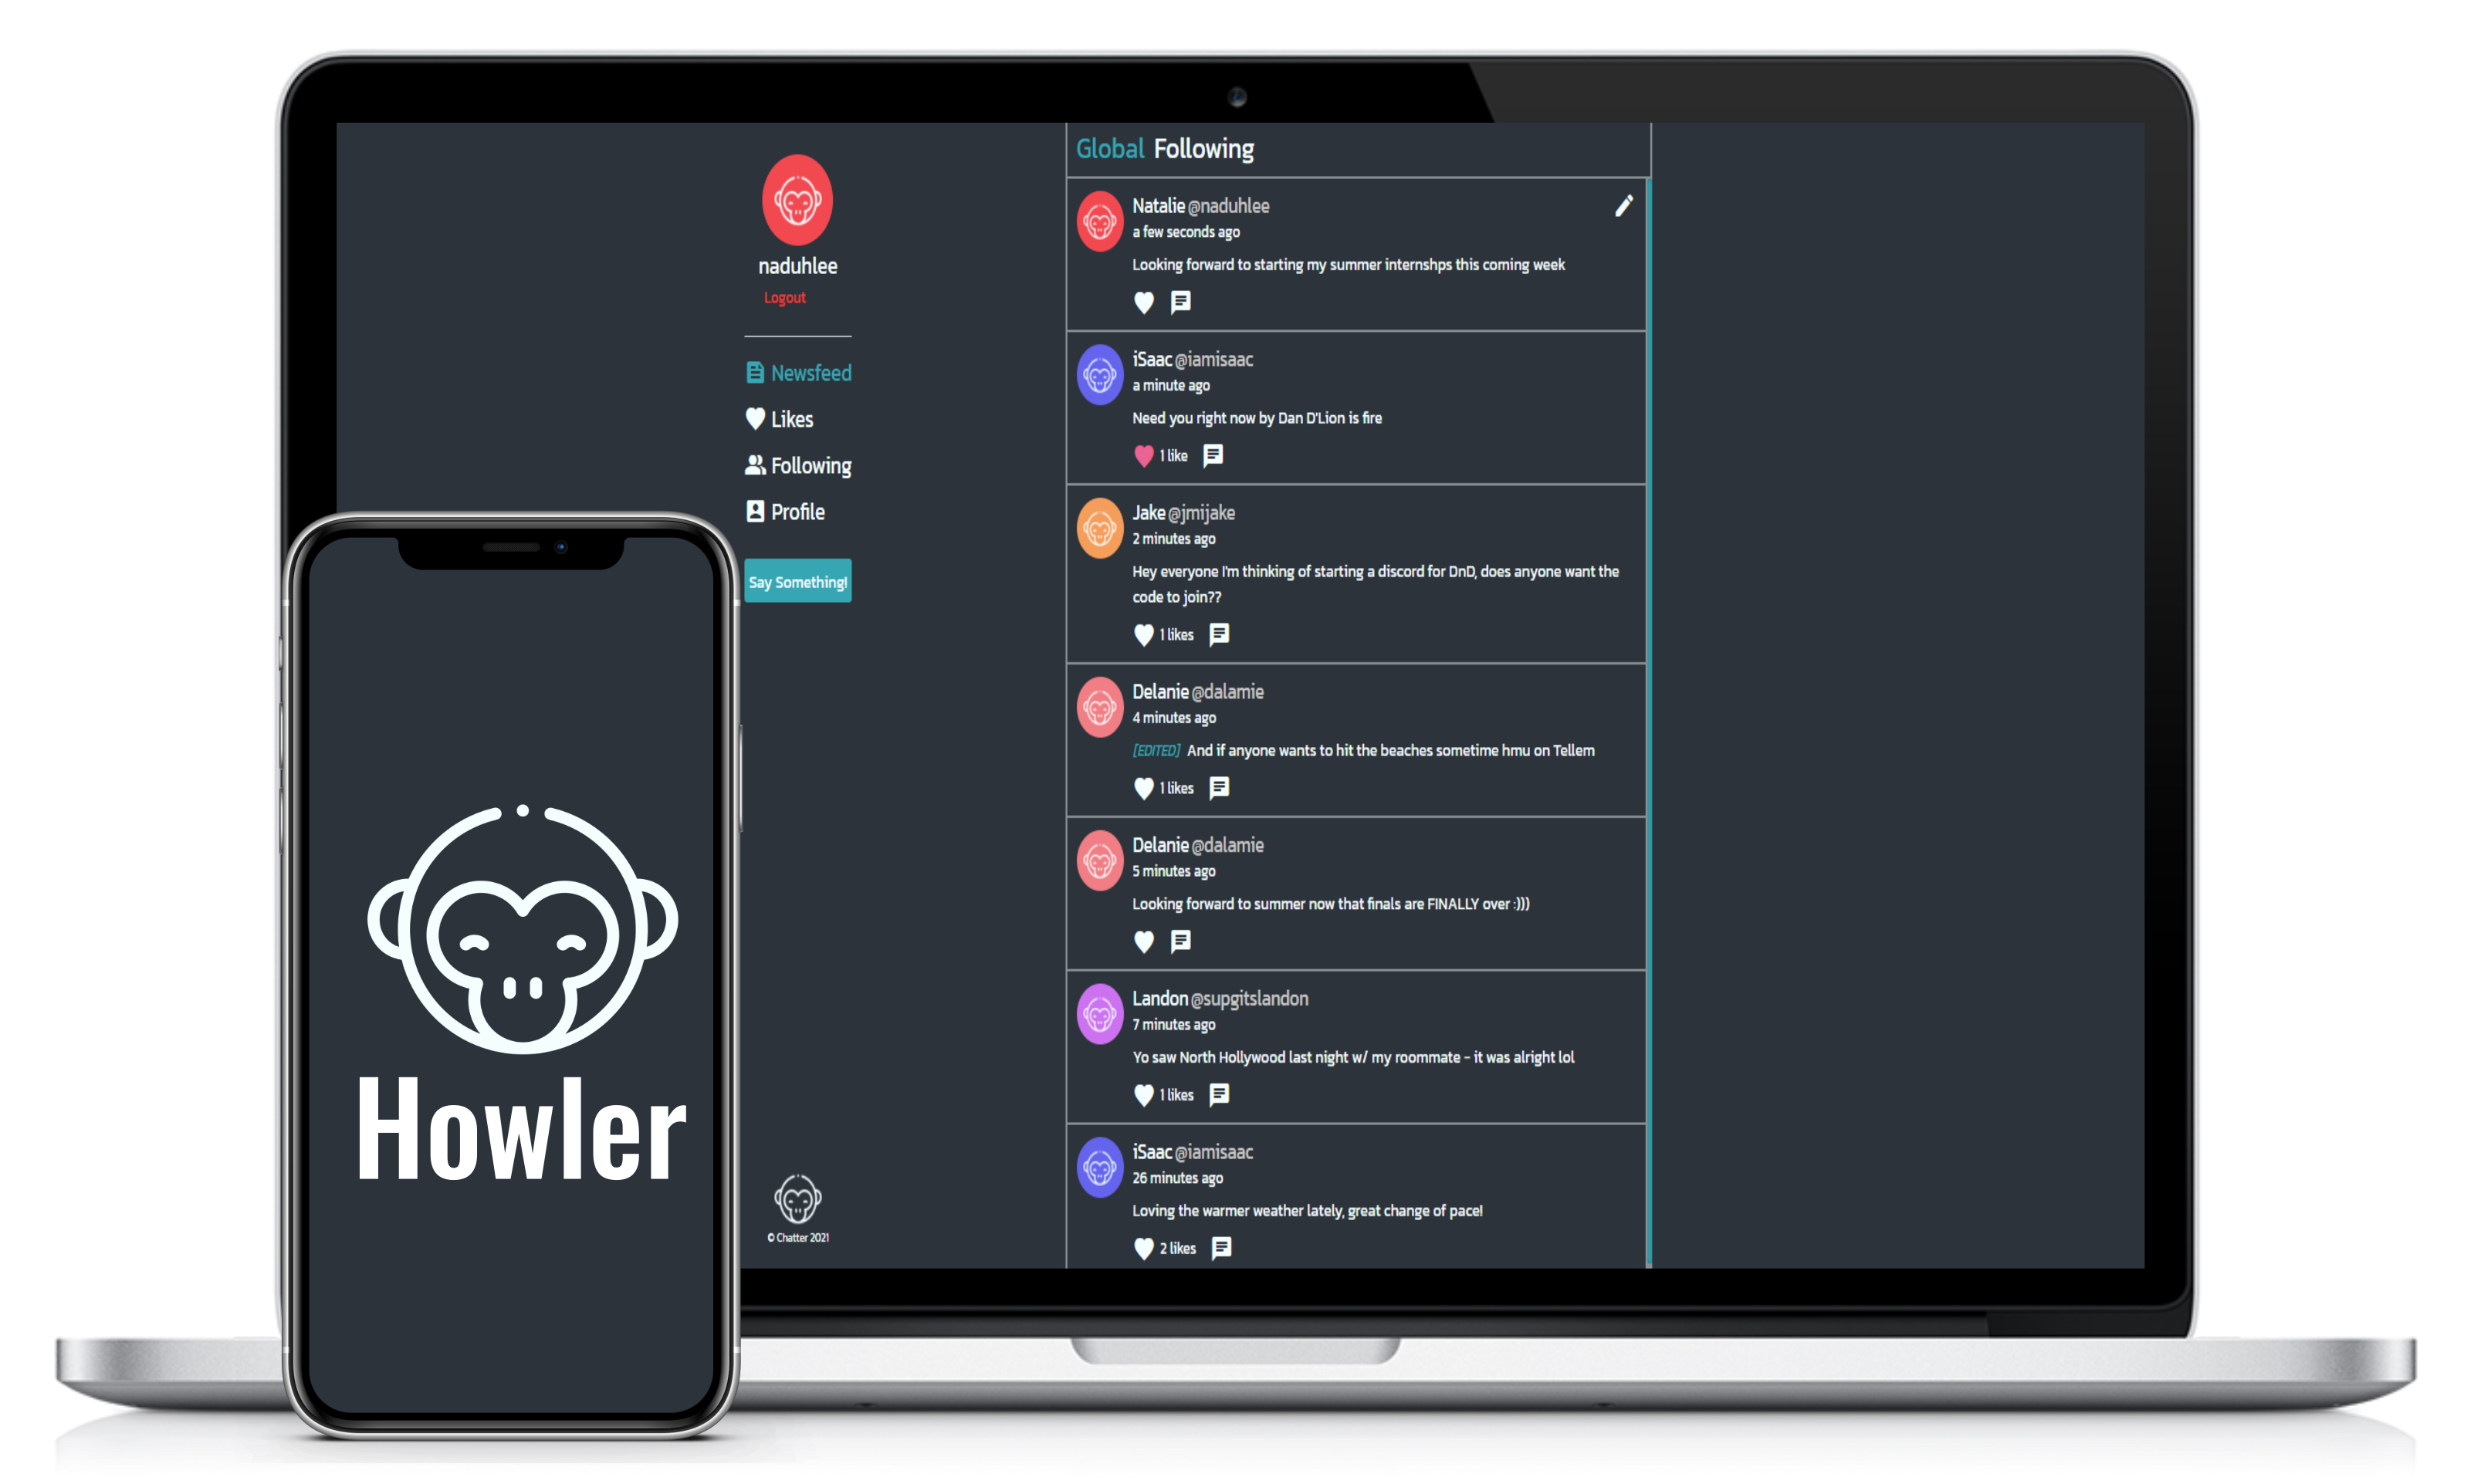 naduhlee
Logout
Newsfeed
Likes
Following
Profile
Say Something!
© Chatter 2021
Howler
Global Following
Natalie @naduhlee
a few seconds ago
Looking forward to starting my summer internshps this coming week
iSaac @iamisaac
a minute ago
Need you right now by Dan D'Lion is fire
1 like
Jake @jmijake
2 minutes ago
Hey everyone I'm thinking of starting a discord for DnD, does anyone want the
code to join??
1 likes
Delanie @dalamie
4 minutes ago
[EDITED] And if anyone wants to hit the beaches sometime hmu on Tellem
1 likes
Delanie @dalamie
5 minutes ago
Looking forward to summer now that finals are FINALLY over :)))
Landon @supgitslandon
7 minutes ago
Yo saw North Hollywood last night w/ my roommate - it was alright lol
1 likes
iSaac @iamisaac
26 minutes ago
Loving the warmer weather lately, great change of pace!
2 likes